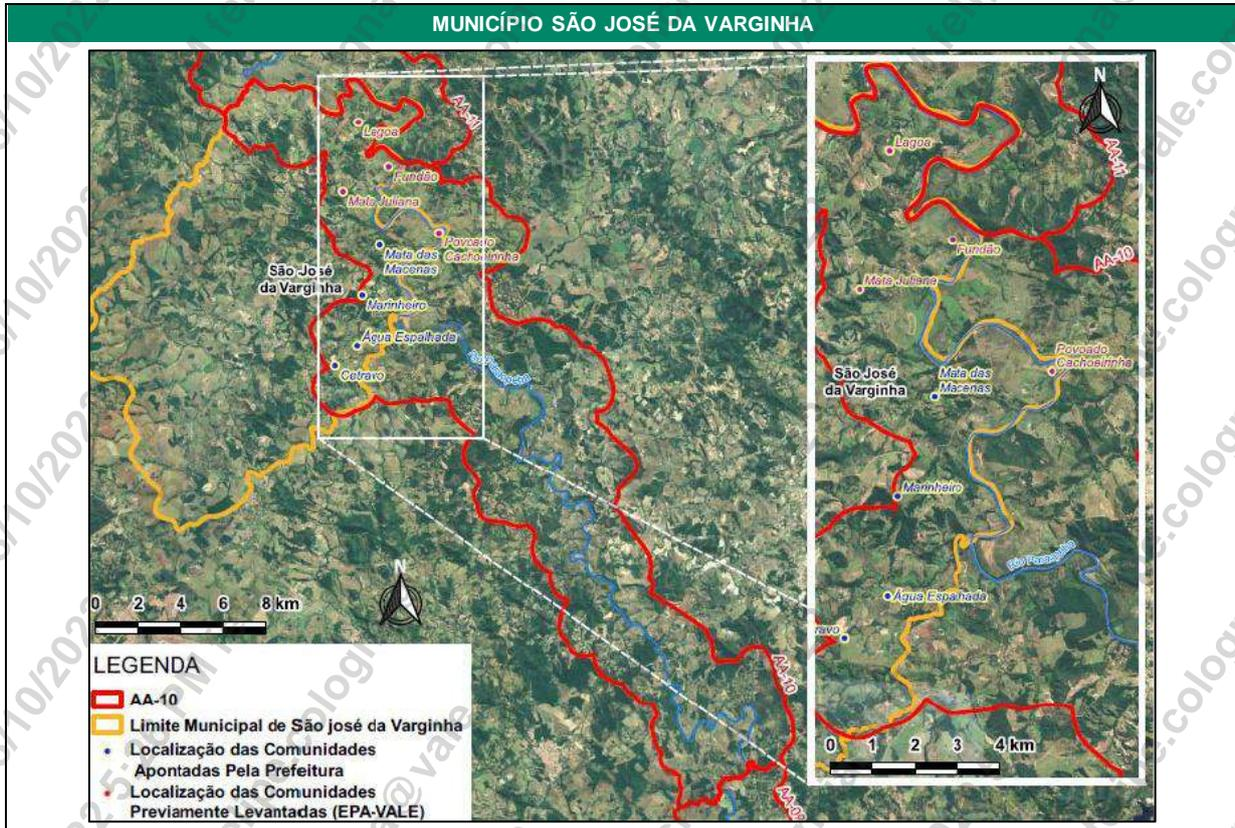 MUNICÍPIO SÃO JOSÉ DA VARGINHA
AA-11
Lagoa
Fundão
Mata Juliana
Povoado
Cachoeirinha
Mata das
Macenas
São José
da Varginha
Marinheiro
Água Espalhada
Cetravo
Rio Paraopeba
AA-10
0 2 4 6 8 km
N
LEGENDA
AA-10
Limite Municipal de São josé da Varginha
Localização das Comunidades
Apontadas Pela Prefeitura
Localização das Comunidades
Previamente Levantadas (EPA-VALE)
N
Lagoa
AA-11
Fundão
AA-10
Mata Juliana
Povoado
Cachoeirinha
São José
da Varginha
Mata das
Macenas
Marinheiro
Rio Paraopeba
Água Espalhada
ravo
0 1 2 3 4 km